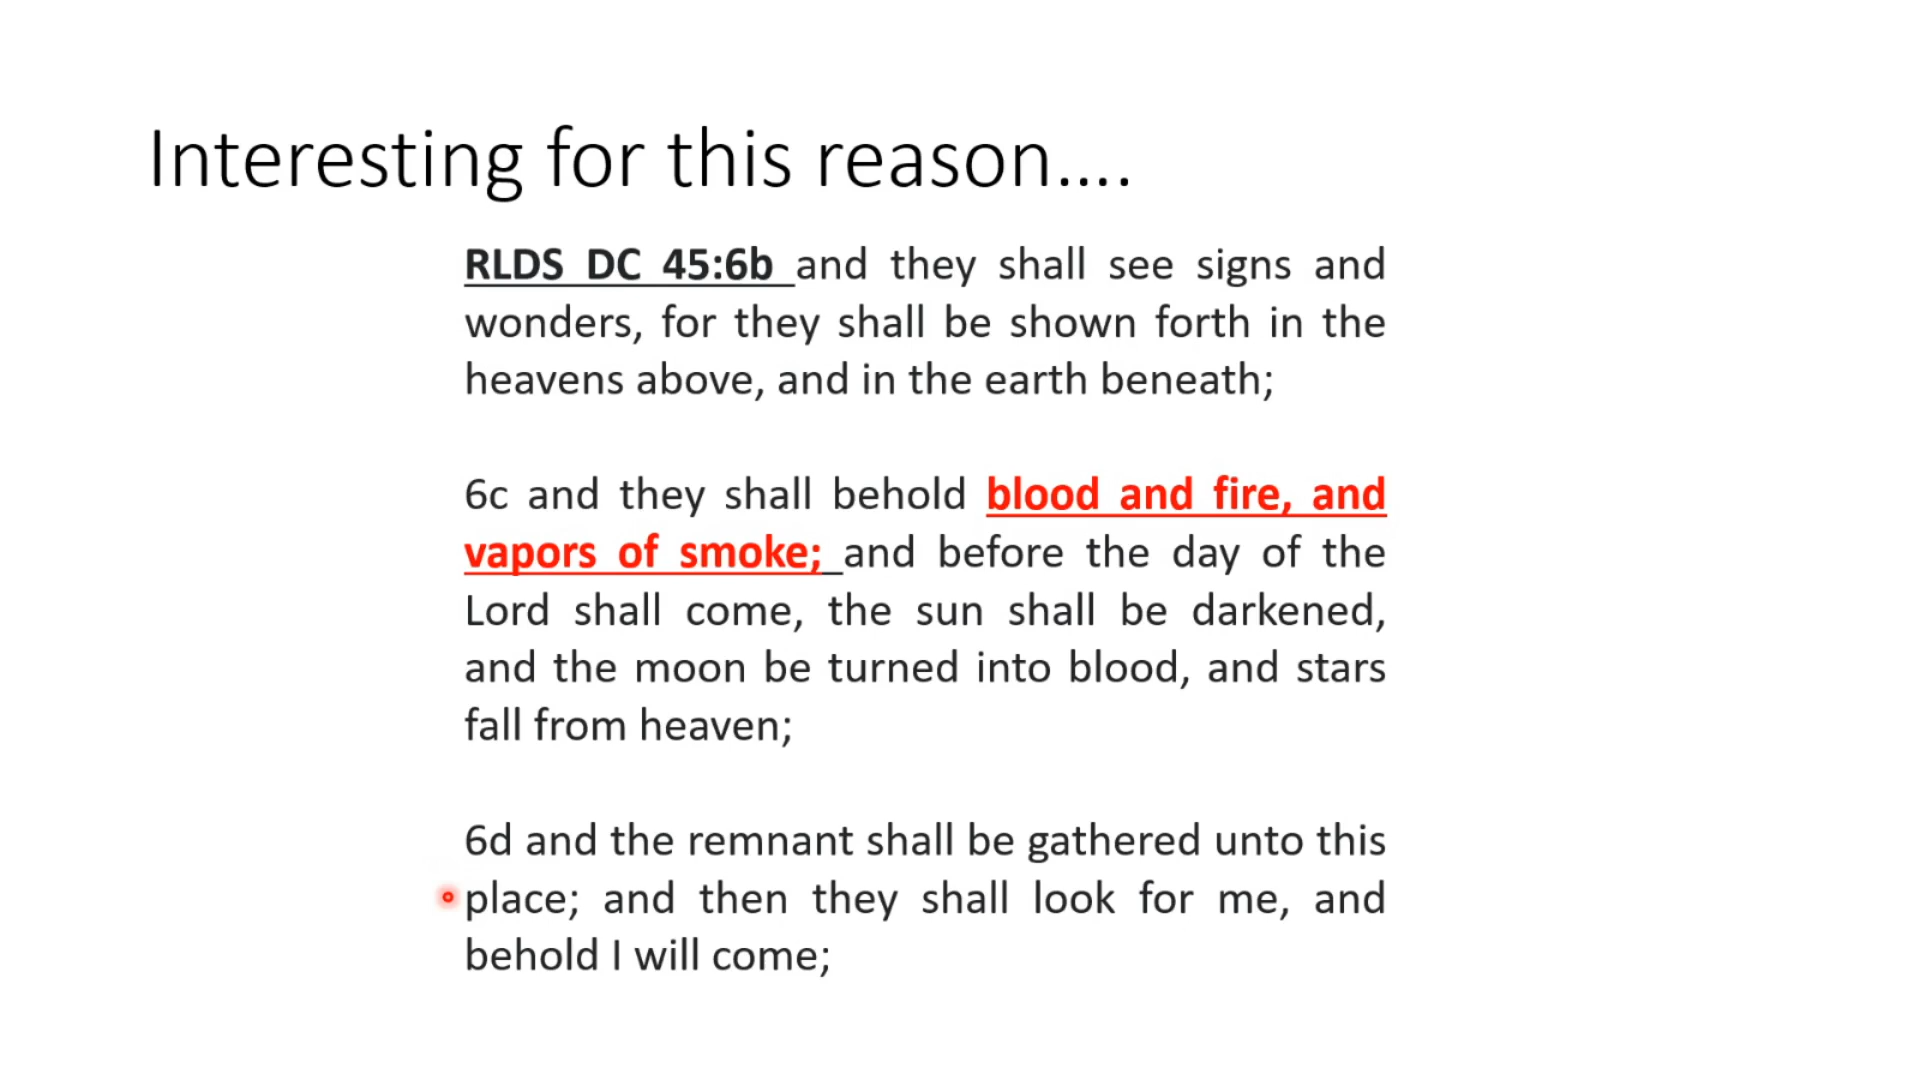 Interesting for this reason....
RLDS DC 45:6b and they shall see signs and
wonders, for they shall be shown forth in the
heavens above, and in the earth beneath;
6c and they shall behold blood and fire, and
vapors of smoke; and before the day of the
Lord shall come, the sun shall be darkened,
and the moon be turned into blood, and stars
fall from heaven;
6d and the remnant shall be gathered unto this
place; and then they shall look for me, and
behold I will come;